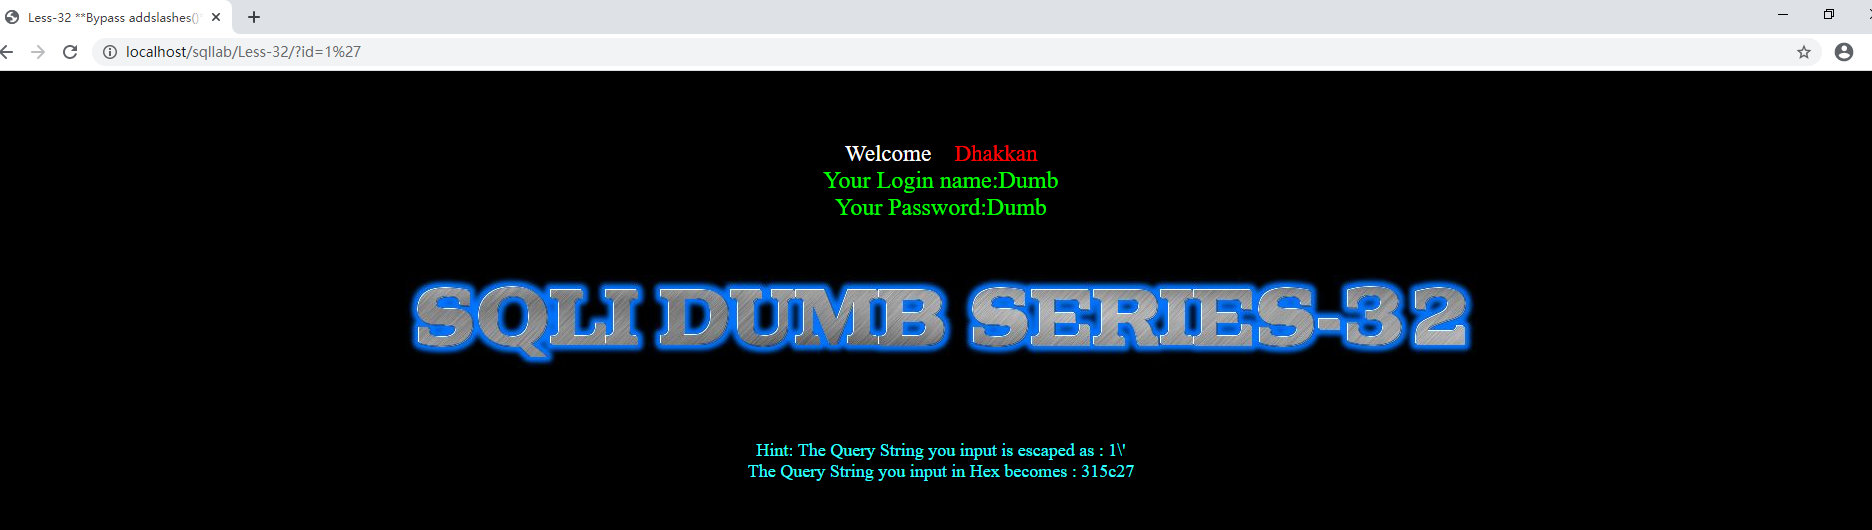 Less-32 **Bypass addslashes()*
localhost/sqllab/Less-32/?id=1%27
Welcome Dhakkan
Your Login name:Dumb
Your Password:Dumb
SQLI DUMB SERIES-32
Hint: The Query String you input is escaped as : 1\'
The Query String you input in Hex becomes : 315c27